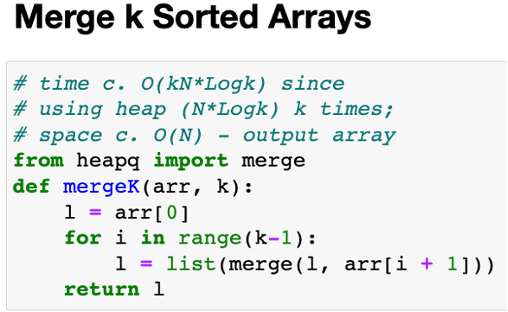 Merge k Sorted Arrays
# time c. O(kN*Logk) since
# using heap (N*Logk) k times;
# space c. O(N) - output array
from heapq import merge
def mergeK(arr, k):
    l = arr[0]
    for i in range(k-1):
        l = list(merge(l, arr[i + 1]))
    return l